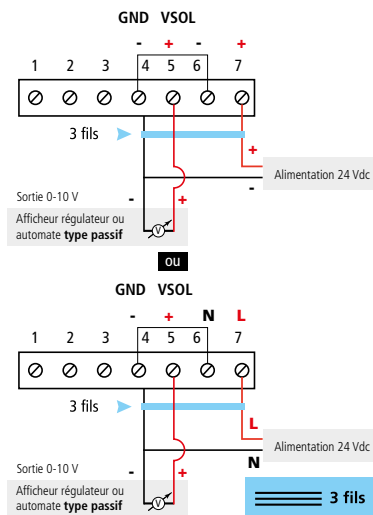 GND VSOL
- + - +
1 2 3 4 5 6 7
3 fils
+
Alimentation 24 Vdc
-
Sortie 0-10 V
- +
Afficheur régulateur ou
automate type passif
V
ou
GND VSOL
- + N L
1 2 3 4 5 6 7
3 fils
L
Alimentation 24 Vdc
N
Sortie 0-10 V
- +
Afficheur régulateur ou
automate type passif
V
3 fils